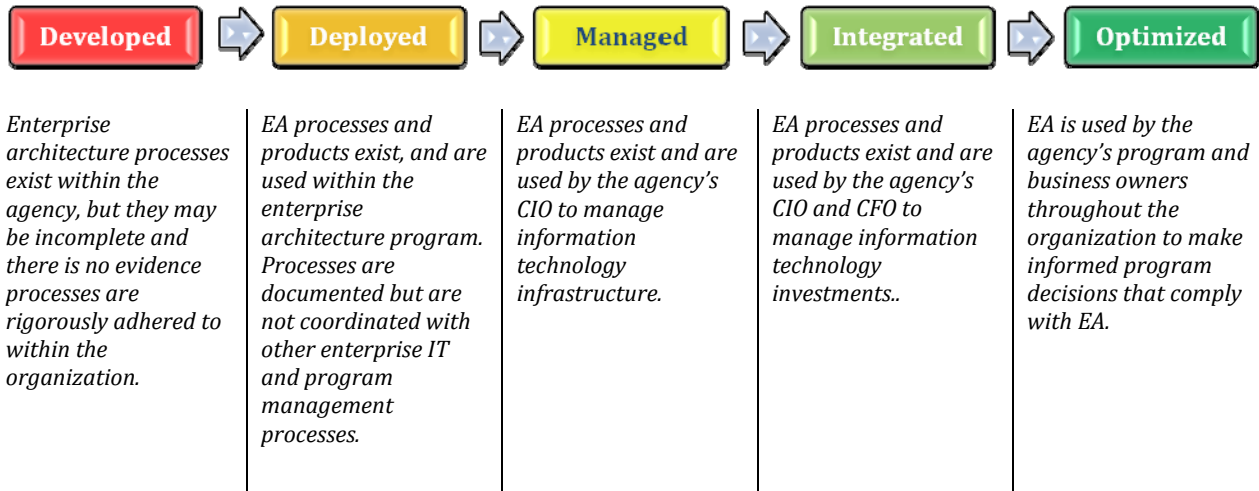 Developed
Deployed
Managed
Integrated
Optimized
Enterprise
architecture processes
exist within the
agency, but they may
be incomplete and
there is no evidence
processes are
rigorously adhered to
within the
organization.
EA processes and
products exist, and are
used within the
enterprise
architecture program.
Processes are
documented but are
not coordinated with
other enterprise IT
and program
management
processes.
EA processes and
products exist and are
used by the agency’s
CIO to manage
information
technology
infrastructure.
EA processes and
products exist and are
used by the agency’s
CIO and CFO to
manage information
technology
investments..
EA is used by the
agency’s program and
business owners
throughout the
organization to make
informed program
decisions that comply
with EA.